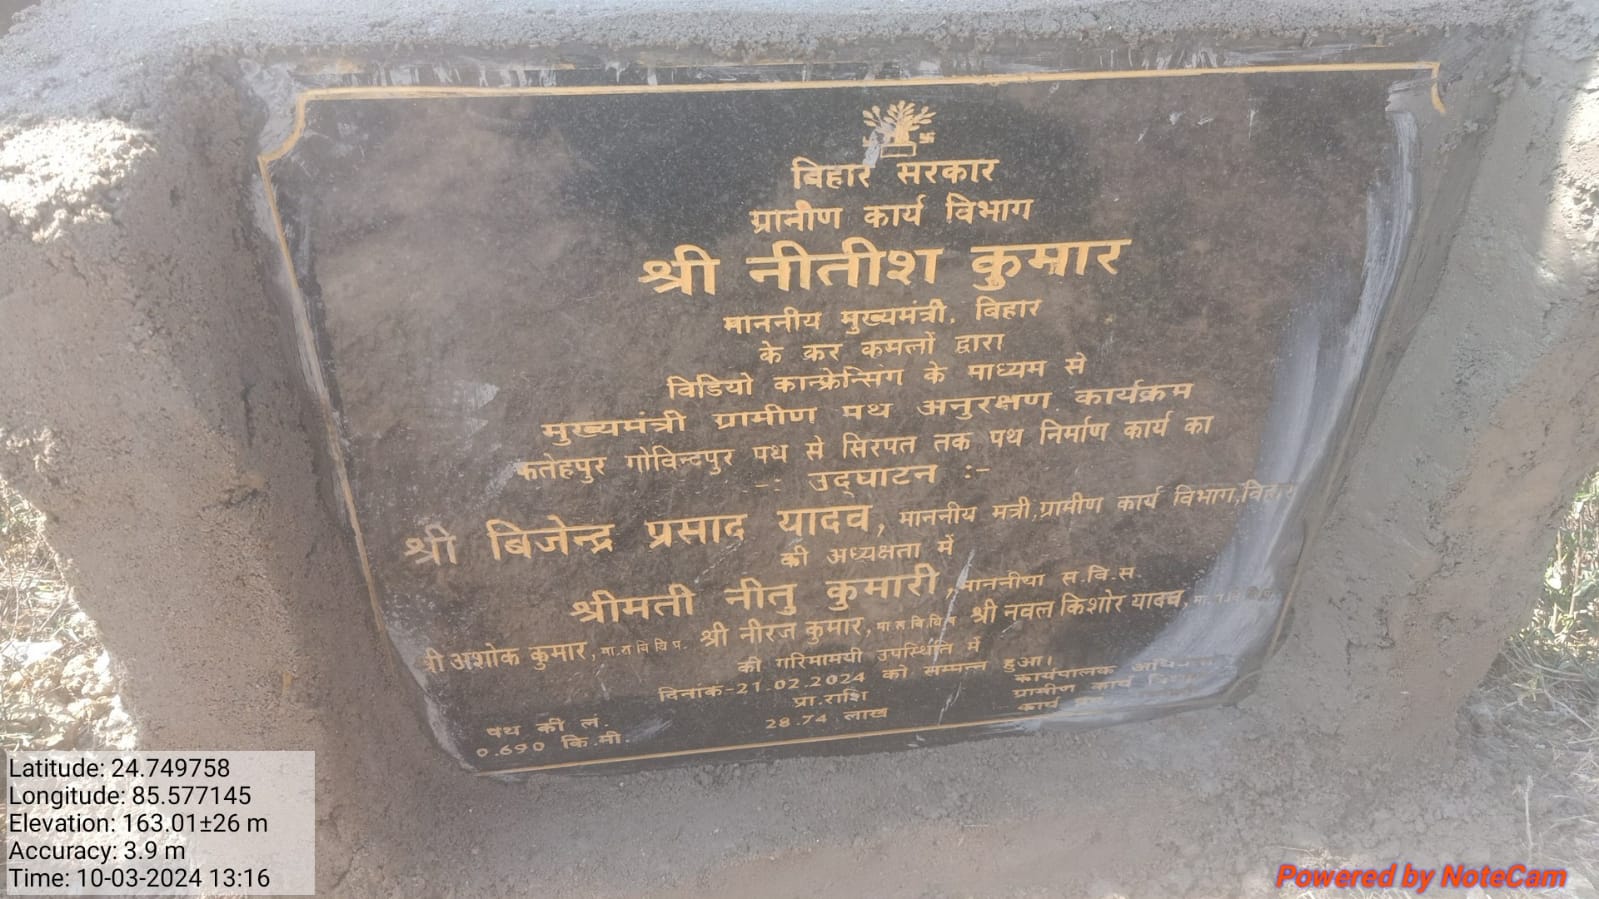 बिहार सरकार
ग्रामीण कार्य विभाग
श्री नीतीश कुमार
माननीय मुख्यमंत्री, बिहार
के कर कमलों द्वारा
विडियो कान्फ्रेन्सिंग के माध्यम से
मुख्यमंत्री ग्रामीण पथ अनुरक्षण कार्यक्रम
फतेहपुर गोविन्दपुर पथ से सिरपत तक पथ निर्माण कार्य का
-: उद्घाटन :-
श्री बिजेन्द्र प्रसाद यादव, माननीय मंत्री, ग्रामीण कार्य विभाग, बिहार
की अध्यक्षता में
श्रीमती नीतु कुमारी, माननीया स.वि.स.
श्री अशोक कुमार, मा.स.वि.वि.प. श्री नीरज कुमार, मा.स.बि.वि.प. श्री नवल किशोर यादव,
की गरिमामयी उपस्थिति में
दिनांक-21.02.2024 को सम्पन्न हुआ।
पथ की लं. प्रा.राशि कार्यपालक
0.690 कि.मी. 28.74 लाख ग्रामीण कार्य
कार्य
Latitude: 24.749758
Longitude: 85.577145
Elevation: 163.01±26 m
Accuracy: 3.9 m
Time: 10-03-2024 13:16
Powered by NoteCam